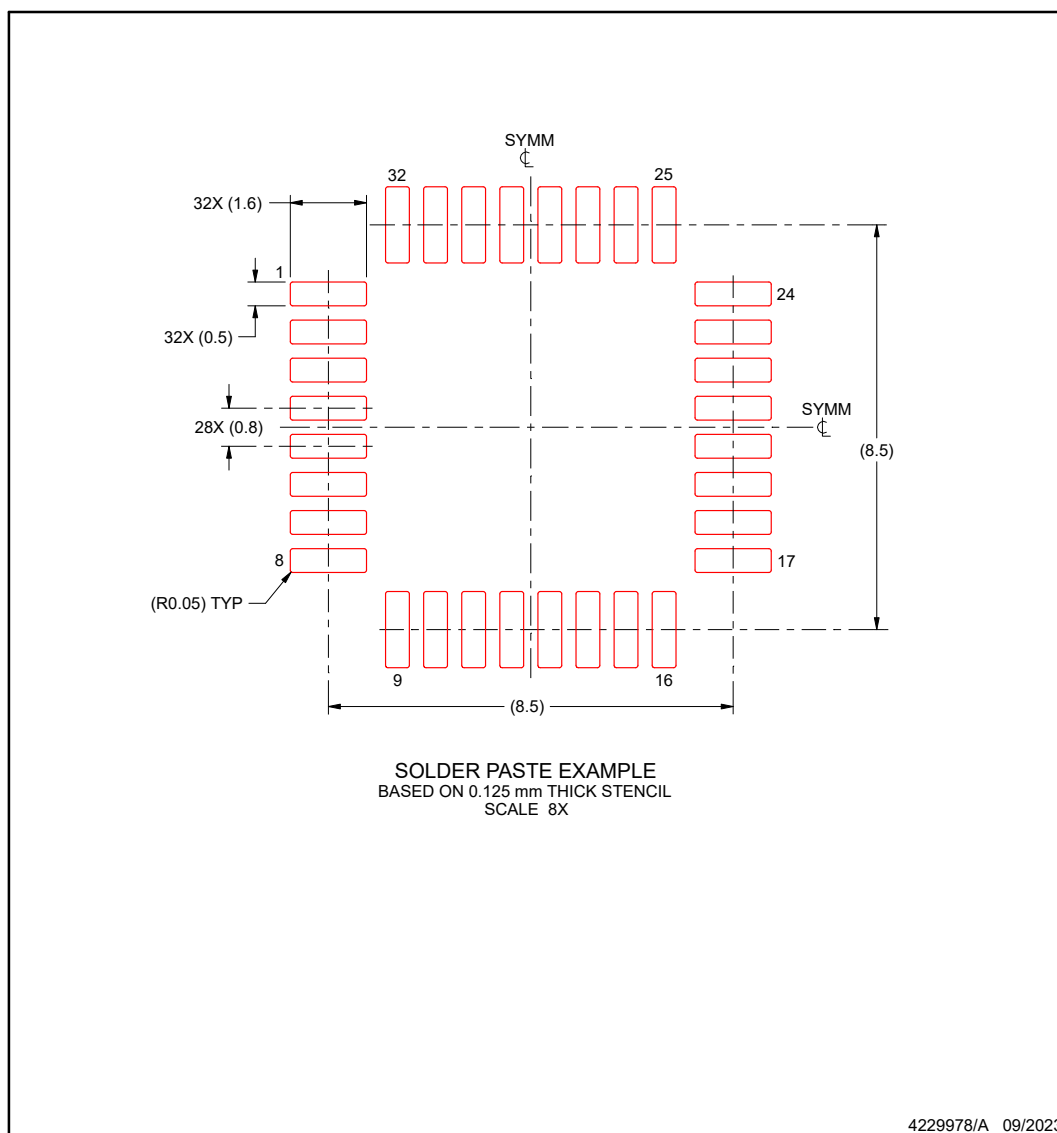 SYMM
℄
32
25
32X (1.6)
1
24
32X (0.5)
SYMM
℄
28X (0.8)
(8.5)
8
17
(R0.05) TYP
9
16
(8.5)
SOLDER PASTE EXAMPLE
BASED ON 0.125 mm THICK STENCIL
SCALE 8X
4229978/A 09/2023